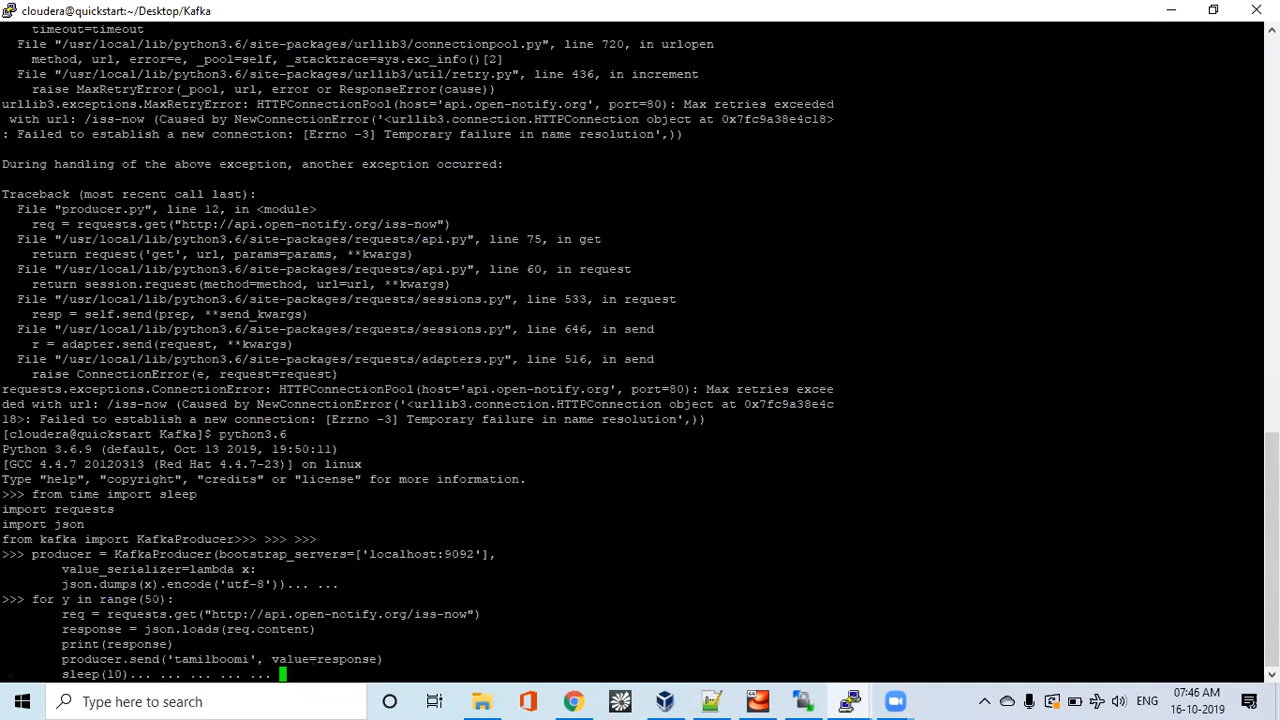 cloudera@quickstart:~/Desktop/Kafka
timeout=timeout
File "/usr/local/lib/python3.6/site-packages/urllib3/connectionpool.py", line 720, in urlopen
method, url, error=e, _pool=self, _stacktrace=sys.exc_info()[2]
File "/usr/local/lib/python3.6/site-packages/urllib3/util/retry.py", line 436, in increment
raise MaxRetryError(_pool, url, error or ResponseError(cause))
urllib3.exceptions.MaxRetryError: HTTPConnectionPool(host='api.open-notify.org', port=80): Max retries exceeded
with url: /iss-now (Caused by NewConnectionError('<urllib3.connection.HTTPConnection object at 0x7fc9a38e4c18>
: Failed to establish a new connection: [Errno -3] Temporary failure in name resolution',))
During handling of the above exception, another exception occurred:
Traceback (most recent call last):
File "producer.py", line 12, in <module>
req = requests.get("http://api.open-notify.org/iss-now")
File "/usr/local/lib/python3.6/site-packages/requests/api.py", line 75, in get
return request('get', url, params=params, **kwargs)
File "/usr/local/lib/python3.6/site-packages/requests/api.py", line 60, in request
return session.request(method=method, url=url, **kwargs)
File "/usr/local/lib/python3.6/site-packages/requests/sessions.py", line 533, in request
resp = self.send(prep, **send_kwargs)
File "/usr/local/lib/python3.6/site-packages/requests/sessions.py", line 646, in send
r = adapter.send(request, **kwargs)
File "/usr/local/lib/python3.6/site-packages/requests/adapters.py", line 516, in send
raise ConnectionError(e, request=request)
requests.exceptions.ConnectionError: HTTPConnectionPool(host='api.open-notify.org', port=80): Max retries excee
ded with url: /iss-now (Caused by NewConnectionError('<urllib3.connection.HTTPConnection object at 0x7fc9a38e4c
18>: Failed to establish a new connection: [Errno -3] Temporary failure in name resolution',))
[cloudera@quickstart Kafka]$ python3.6
Python 3.6.9 (default, Oct 13 2019, 19:50:11)
[GCC 4.4.7 20120313 (Red Hat 4.4.7-23)] on linux
Type "help", "copyright", "credits" or "license" for more information.
>>> from time import sleep
import requests
import json
from kafka import KafkaProducer>>> >>> >>>
>>> producer = KafkaProducer(bootstrap_servers=['localhost:9092'],
value_serializer=lambda x:
json.dumps(x).encode('utf-8'))... ...
>>> for y in range(50):
req = requests.get("http://api.open-notify.org/iss-now")
response = json.loads(req.content)
print(response)
producer.send('tamilboomi', value=response)
sleep(10)... ... ... ... ...
Type here to search
ENG
07:46 AM
16-10-2019